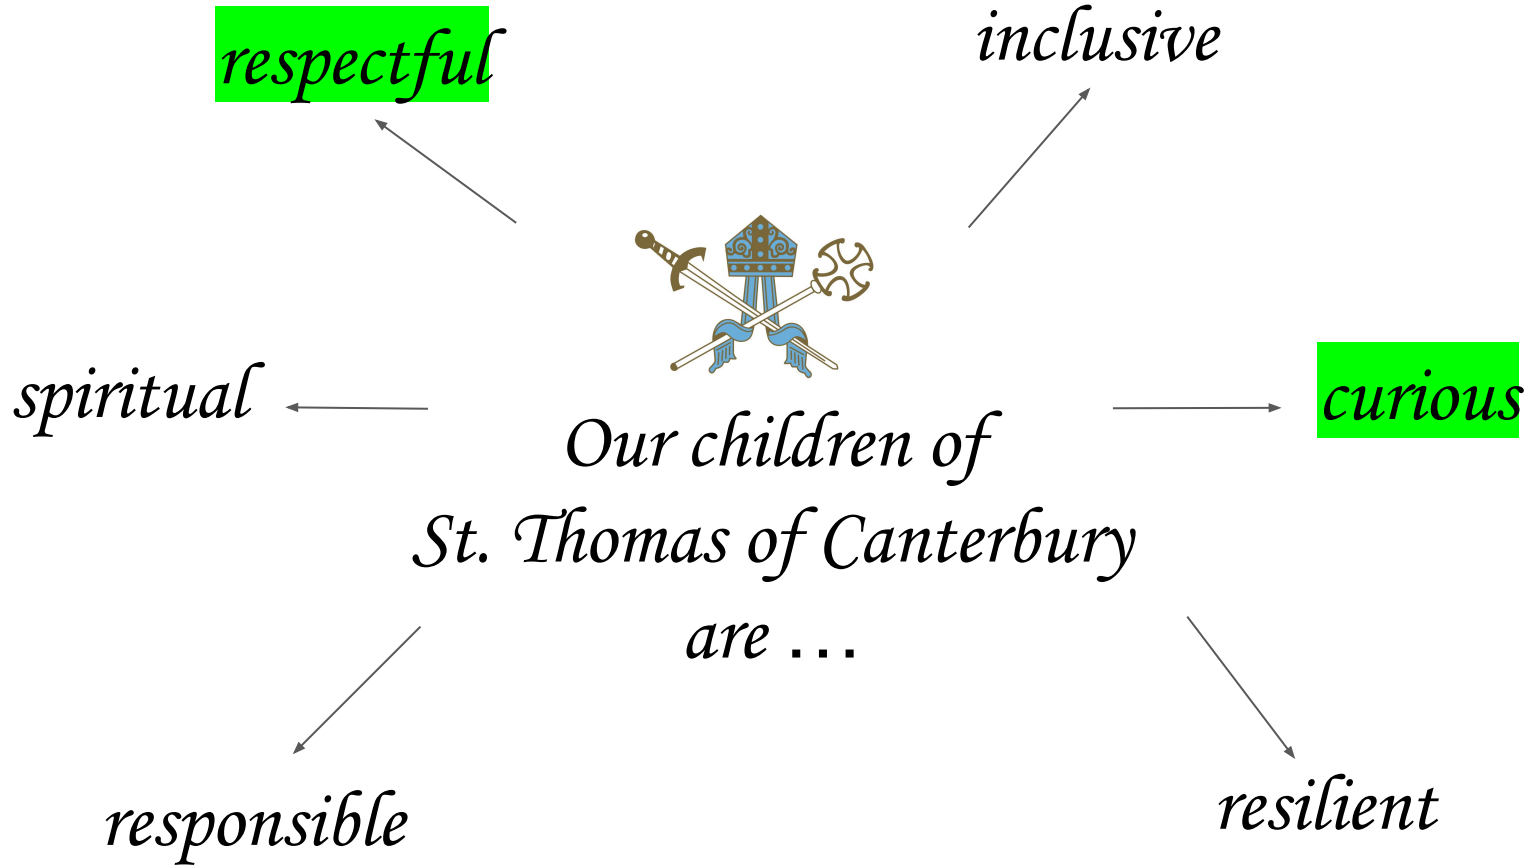 respectful
inclusive
spiritual
curious
Our children of
St. Thomas of Canterbury
are ...
responsible
resilient